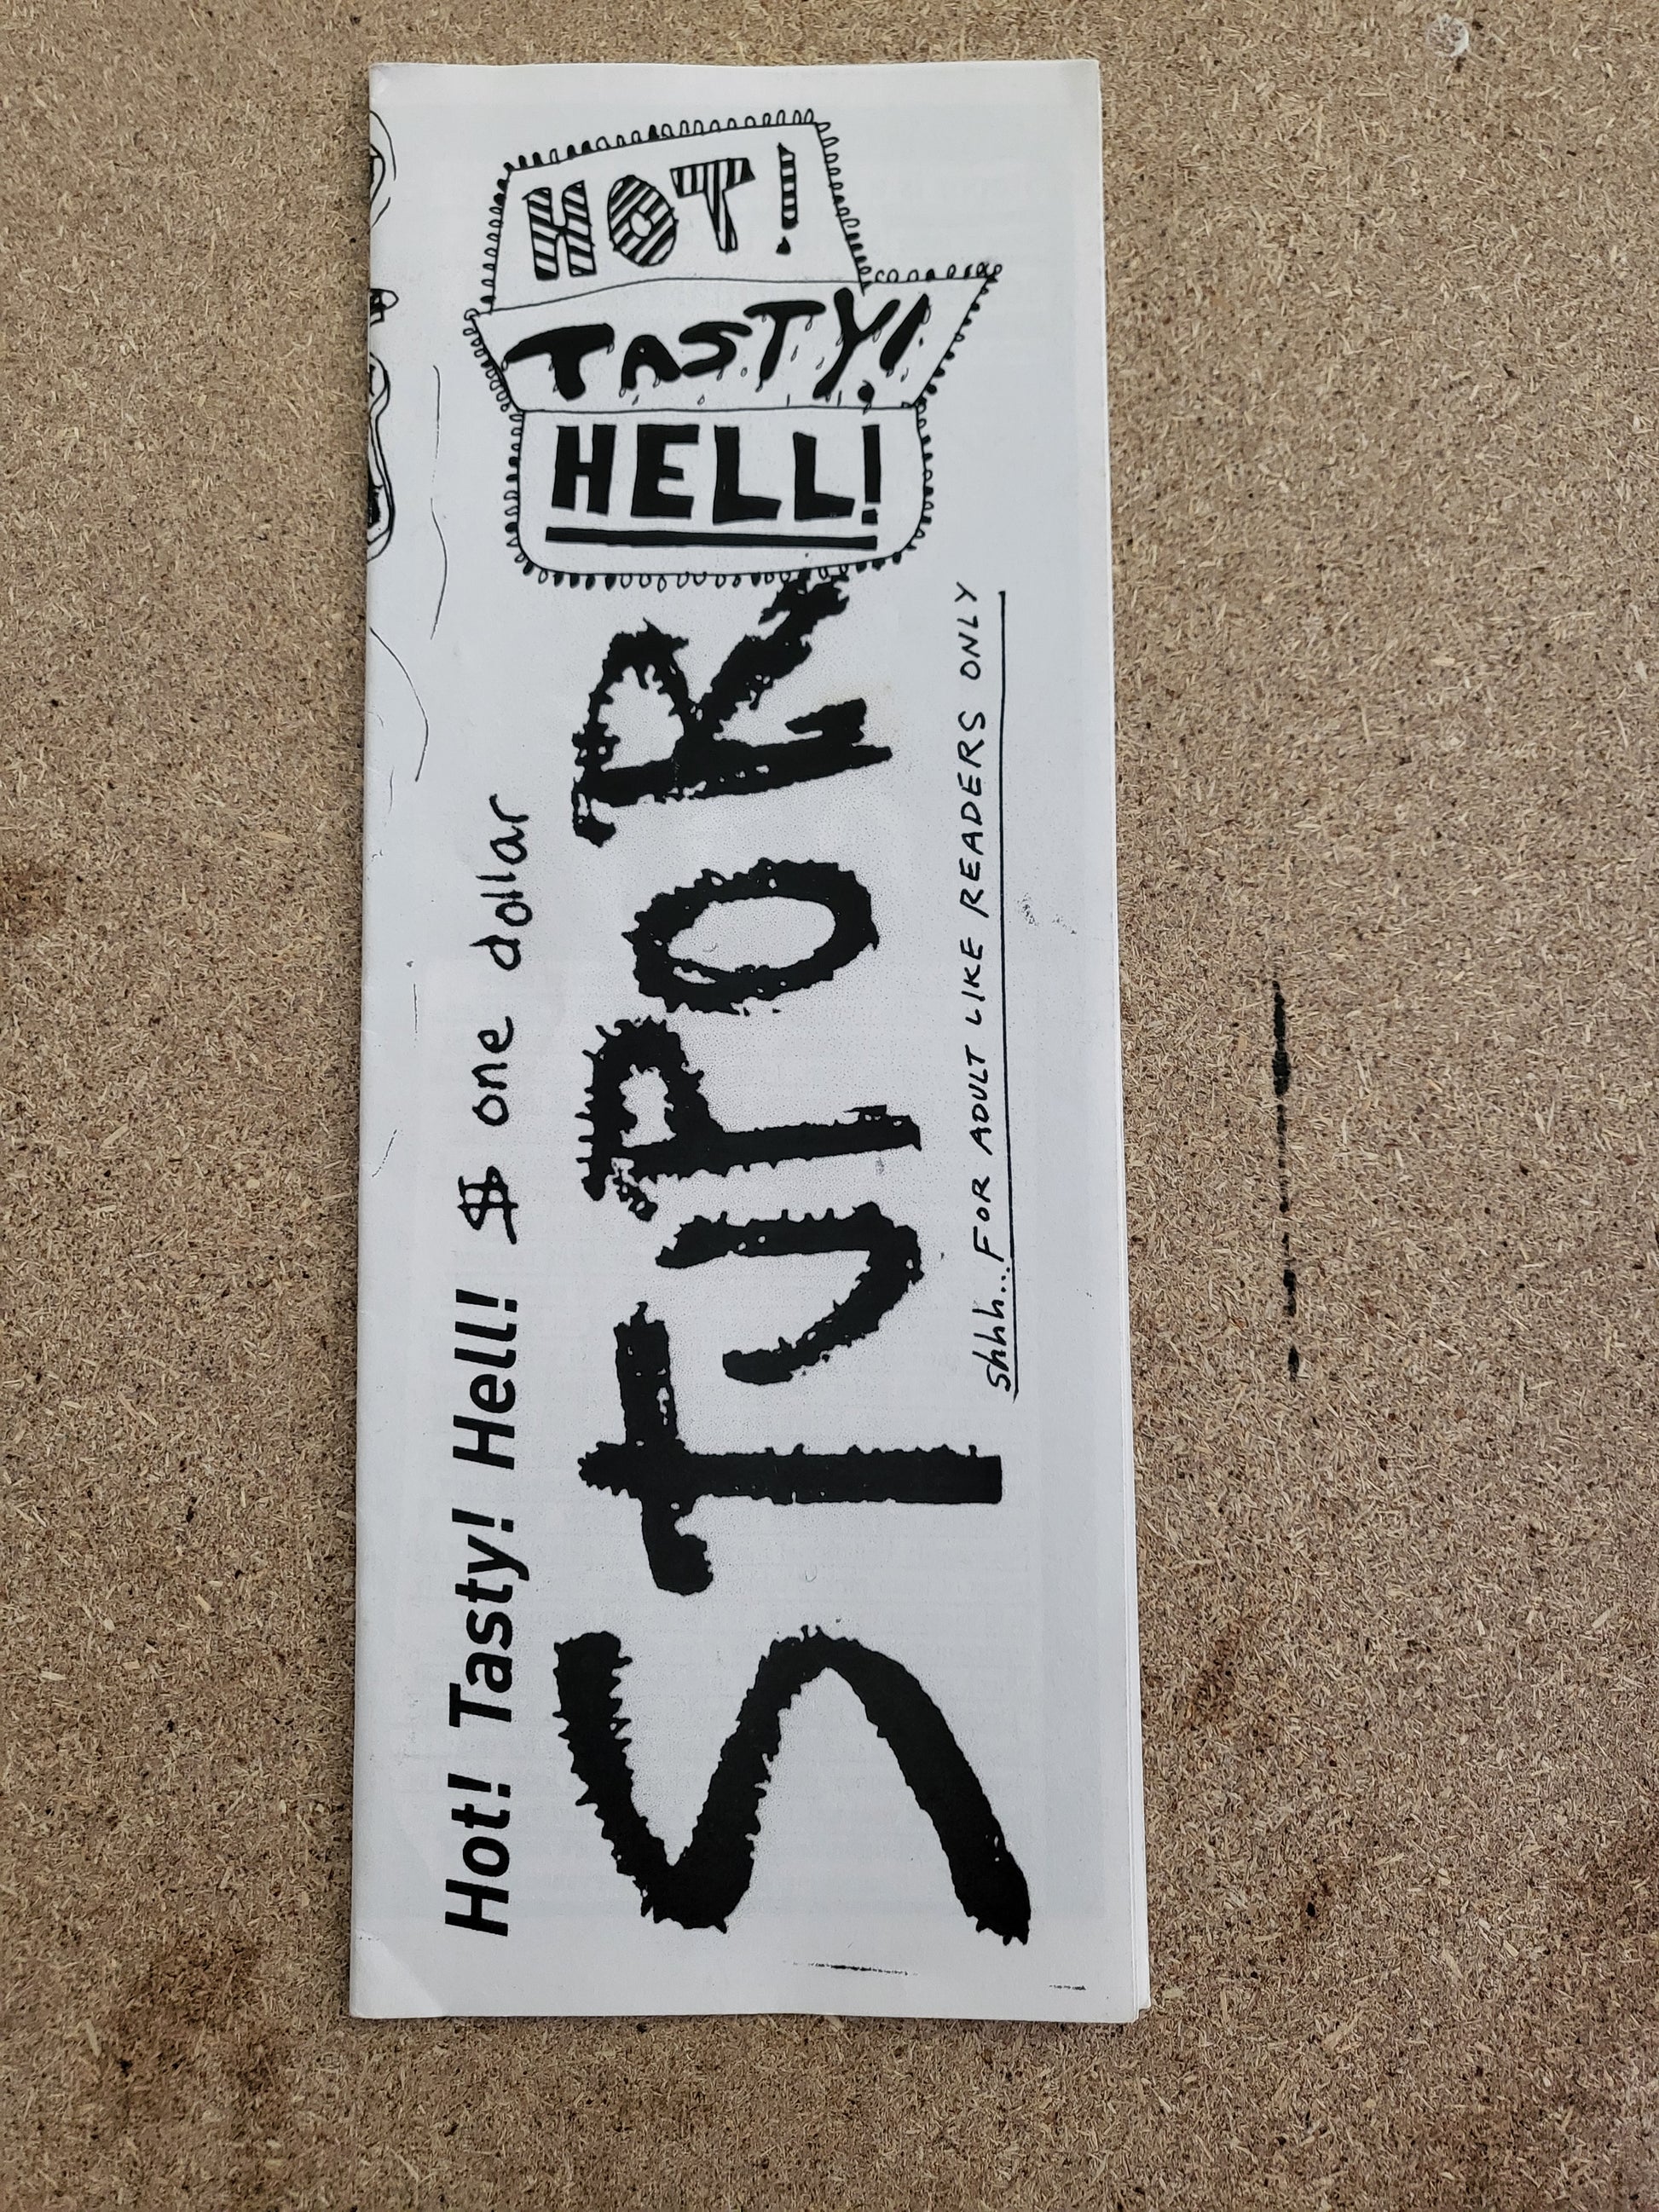 Hot! Tasty! Hell! $ one dollar
STUPOR
HOT!
TASTY!
HELL!
Shhh...FOR ADULT LIKE READERS ONLY